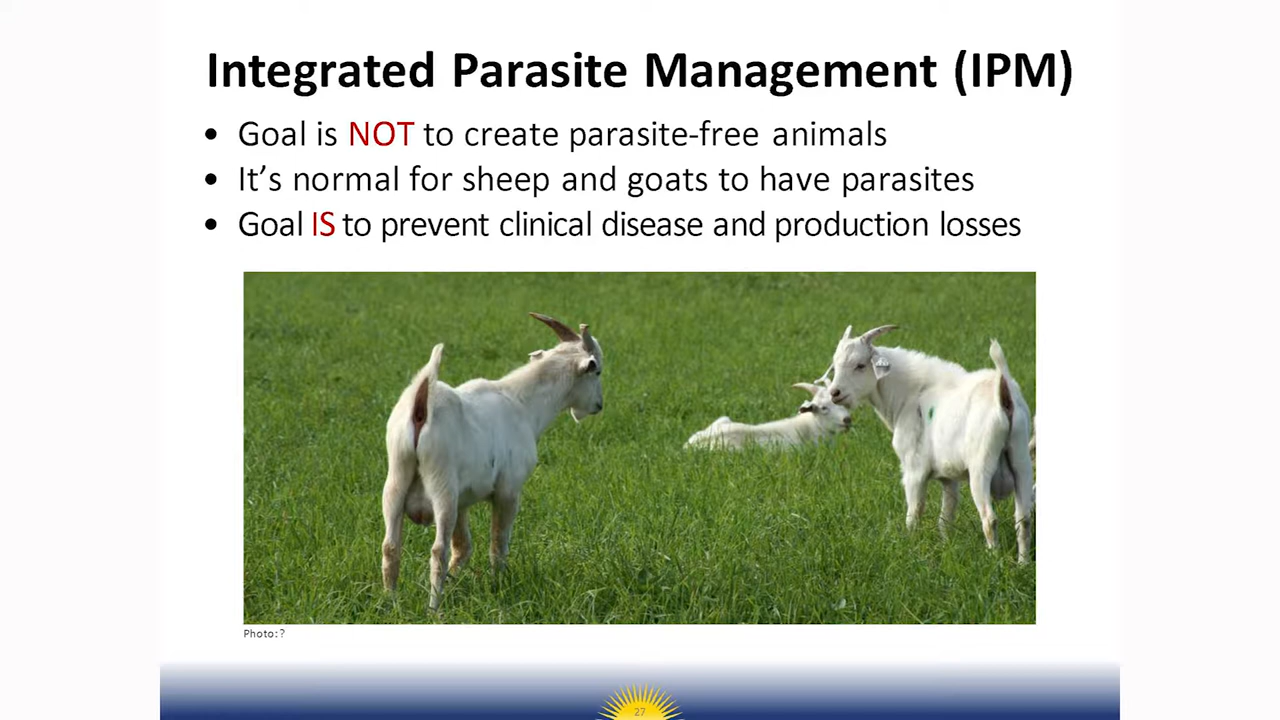 Integrated Parasite Management (IPM)
• Goal is NOT to create parasite-free animals
• It’s normal for sheep and goats to have parasites
• Goal IS to prevent clinical disease and production losses
Photo: ?
27